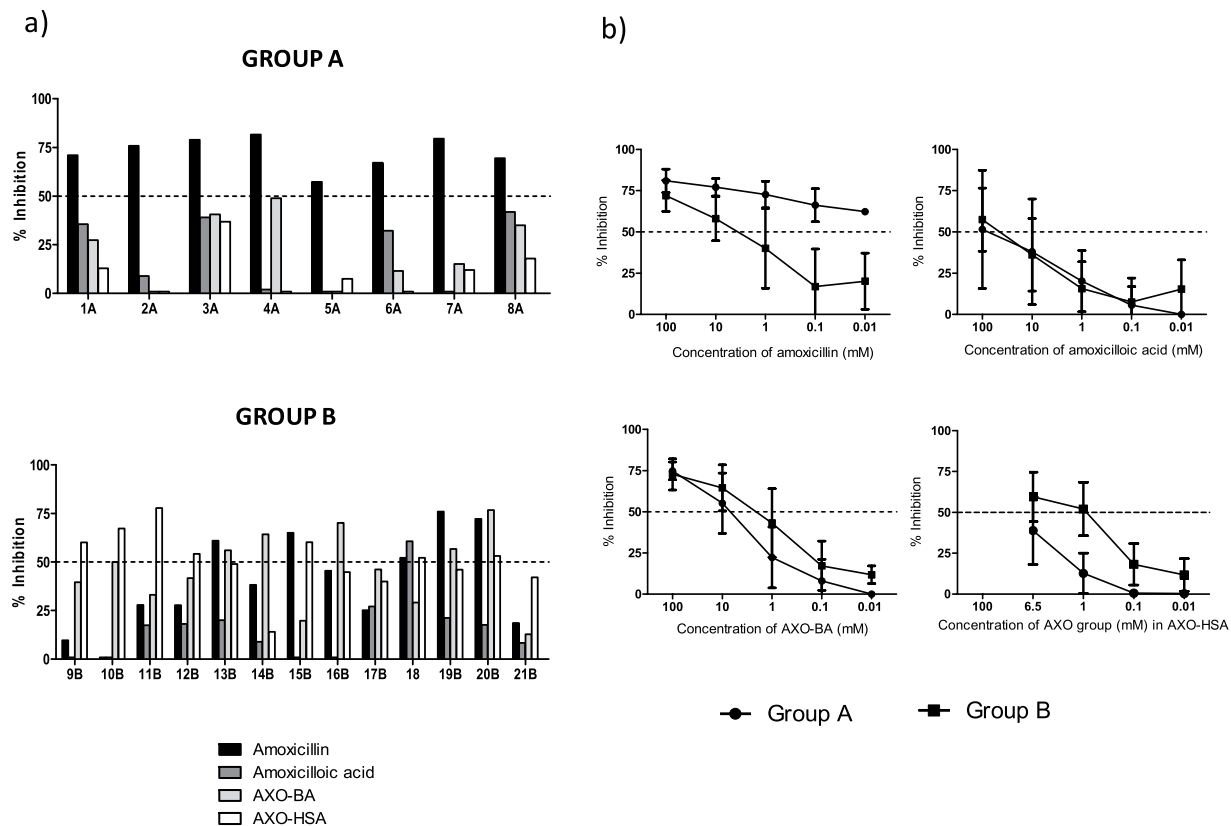 a)
GROUP A
% Inhibition
100
75
50
25
0
1A 2A 3A 4A 5A 6A 7A 8A
GROUP B
% Inhibition
100
75
50
25
0
9B 10B 11B 12B 13B 14B 15B 16B 17B 18 19B 20B 21B
Amoxicillin
Amoxicilloic acid
AXO-BA
AXO-HSA
b)
% Inhibition
100
75
50
25
0
100 10 1 0.1 0.01
Concentration of amoxicillin (mM)
% Inhibition
100
75
50
25
0
100 10 1 0.1 0.01
Concentration of amoxicilloic acid (mM)
% Inhibition
100
75
50
25
0
100 10 1 0.1 0.01
Concentration of AXO-BA (mM)
% Inhibition
100
75
50
25
0
100 6.5 1 0.1 0.01
Concentration of AXO group (mM) in AXO-HSA
Group A
Group B